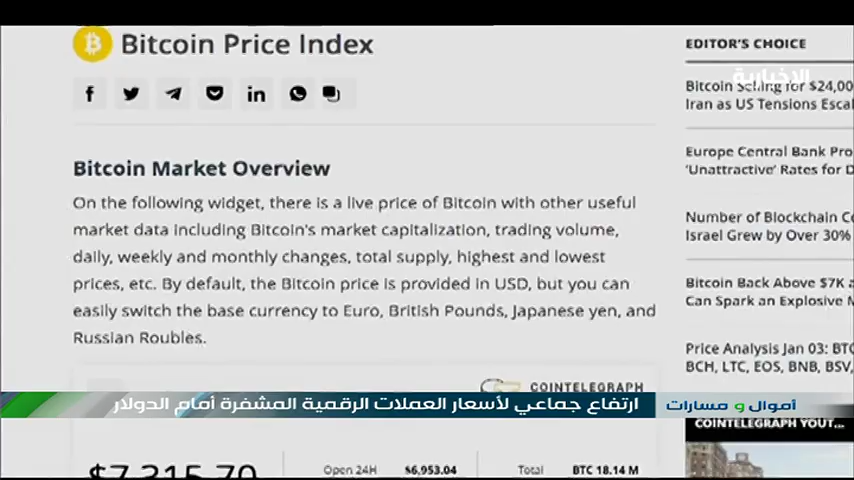 Bitcoin Price Index
EDITOR'S CHOICE
الإخبارية
Bitcoin Selling for $24,00
Iran as US Tensions Escal
Europe Central Bank Pro
'Unattractive' Rates for D
Number of Blockchain Co
Israel Grew by Over 30%
Bitcoin Back Above $7K a
Can Spark an Explosive M
Price Analysis Jan 03: BTC
BCH, LTC, EOS, BNB, BSV,
Bitcoin Market Overview
On the following widget, there is a live price of Bitcoin with other useful
market data including Bitcoin's market capitalization, trading volume,
daily, weekly and monthly changes, total supply, highest and lowest
prices, etc. By default, the Bitcoin price is provided in USD, but you can
easily switch the base currency to Euro, British Pounds, Japanese yen, and
Russian Roubles.
COINTELEGRAPH
أموال و مسارات
ارتفاع جماعي لأسعار العملات الرقمية المشفرة أمام الدولار
COINTELEGRAPH YOUT...
$7,315.70
Open 24H $6,953.04
Total BTC 18.14 M